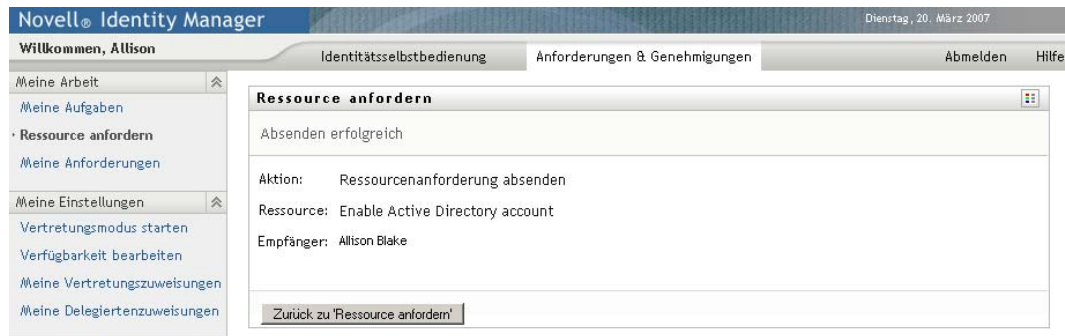 Novell® Identity Manager
Dienstag, 20. März 2007
Willkommen, Allison
Identitätsselbstbedienung
Anforderungen & Genehmigungen
Abmelden
Hilfe
Meine Arbeit
Meine Aufgaben
· Ressource anfordern
Meine Anforderungen
Meine Einstellungen
Vertretungsmodus starten
Verfügbarkeit bearbeiten
Meine Vertretungszuweisungen
Meine Delegiertenzuweisungen
Ressource anfordern
Absenden erfolgreich
Aktion: Ressourcenanforderung absenden
Ressource: Enable Active Directory account
Empfänger: Allison Blake
Zurück zu 'Ressource anfordern'